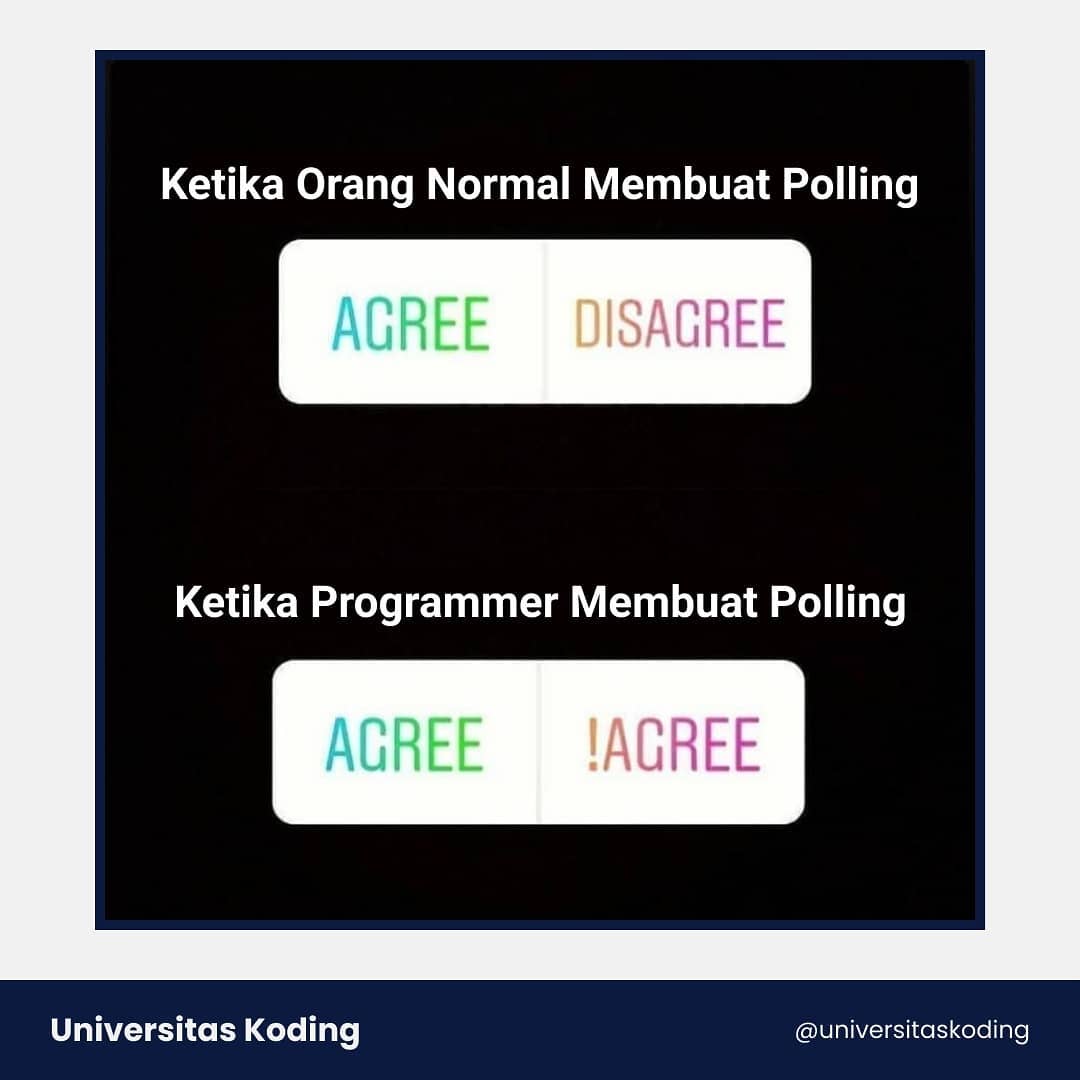 Ketika Orang Normal Membuat Polling
AGREE
DISAGREE
Ketika Programmer Membuat Polling
AGREE
!AGREE
Universitas Koding
@universitaskoding